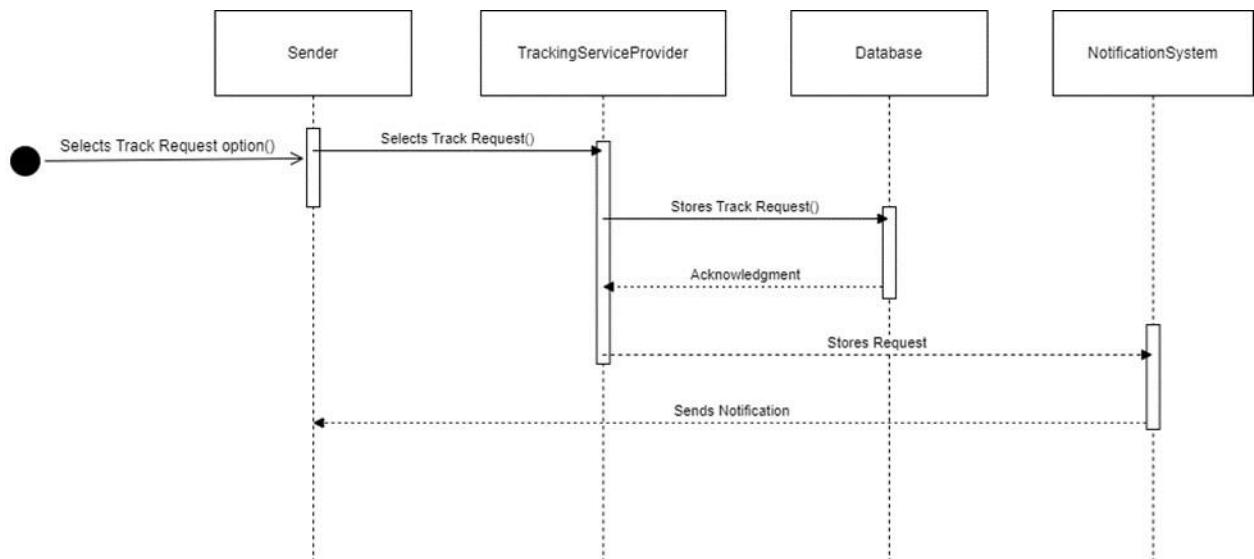 Sender
TrackingServiceProvider
Database
NotificationSystem
Selects Track Request option()
Selects Track Request()
Stores Track Request()
Acknowledgment
Stores Request
Sends Notification